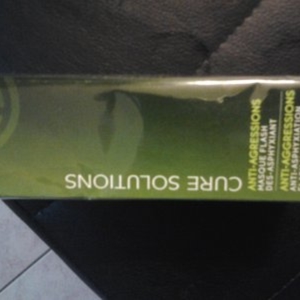 CURE SOLUTIONS
ANTI-AGRESSIONS
MASQUE FLASH
DES-ASPHYXIANT
ANTI-AGGRESSIONS